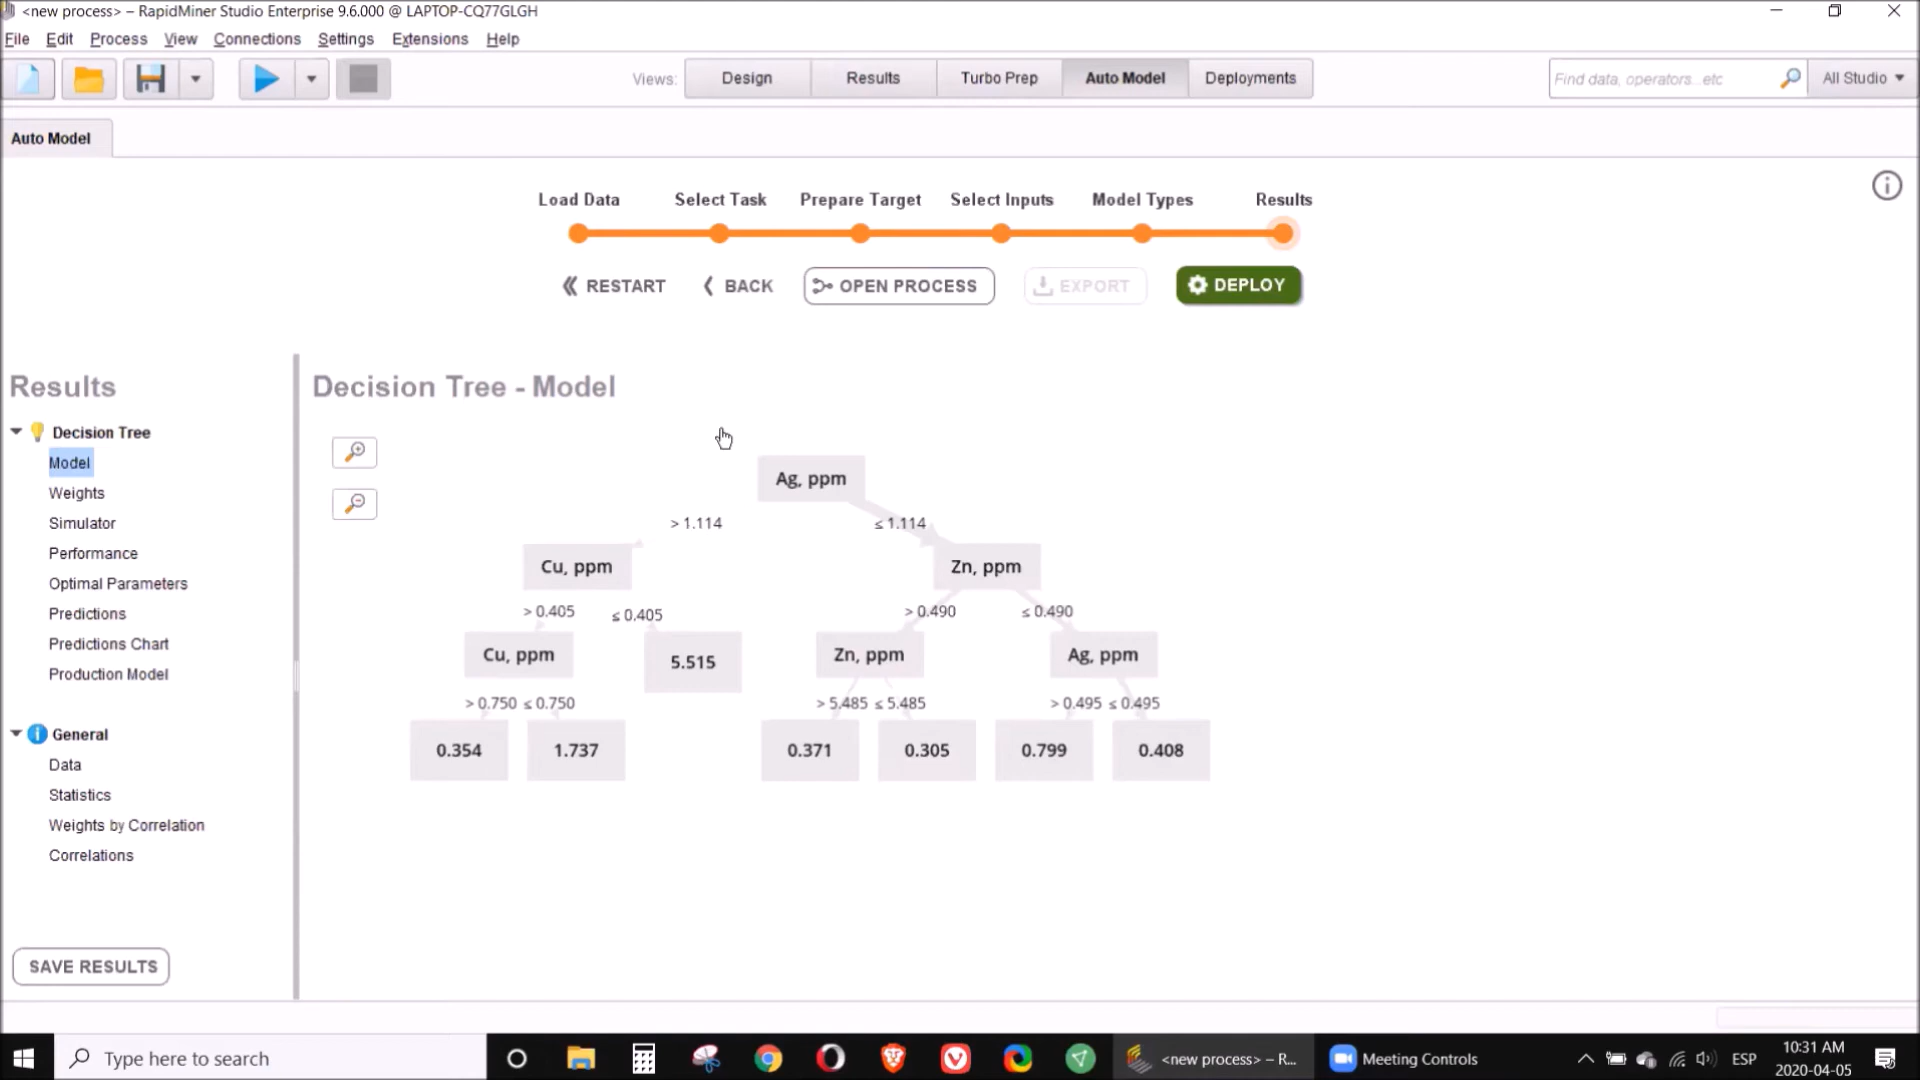 <new process> – RapidMiner Studio Enterprise 9.6.000 @ LAPTOP-CQ77GLGH
File Edit Process View Connections Settings Extensions Help
Views: Design Results Turbo Prep Auto Model Deployments
Find data, operators...etc
All Studio
Auto Model
Load Data Select Task Prepare Target Select Inputs Model Types Results
RESTART BACK OPEN PROCESS EXPORT DEPLOY
Results
Decision Tree
Model
Weights
Simulator
Performance
Optimal Parameters
Predictions
Predictions Chart
Production Model
General
Data
Statistics
Weights by Correlation
Correlations
SAVE RESULTS
Decision Tree - Model
Ag, ppm
> 1.114 ≤ 1.114
Cu, ppm Zn, ppm
> 0.405 ≤ 0.405 > 0.490 ≤ 0.490
Cu, ppm 5.515 Zn, ppm Ag, ppm
> 0.750 ≤ 0.750 > 5.485 ≤ 5.485 > 0.495 ≤ 0.495
0.354 1.737 0.371 0.305 0.799 0.408
Type here to search
<new process> – R...
Meeting Controls
ESP
10:31 AM
2020-04-05